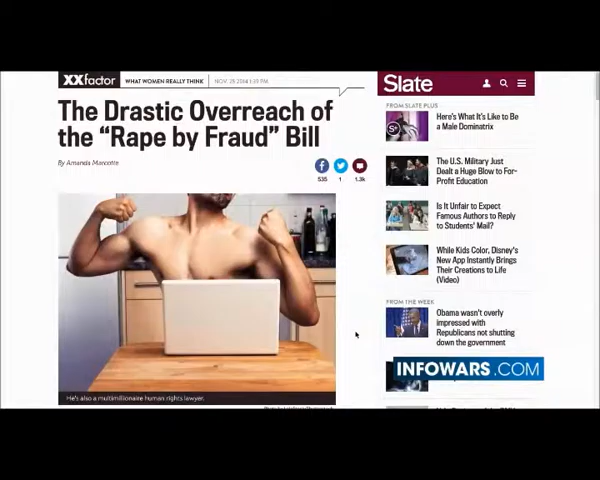 XXfactor
WHAT WOMEN REALLY THINK
The Drastic Overreach of
the “Rape by Fraud” Bill
By Amanda Marcotte
535
1
1.3k
He's also a multimillionaire human rights lawyer.
Slate
FROM SLATE PLUS
Here's What It's Like to Be
a Male Dominatrix
The U.S. Military Just
Dealt a Huge Blow to For-
Profit Education
Is It Unfair to Expect
Famous Authors to Reply
to Students' Mail?
While Kids Color, Disney's
New App Instantly Brings
Their Creations to Life
(Video)
FROM THE WEEK
Obama wasn't overly
impressed with
Republicans not shutting
down the government
INFOWARS.COM